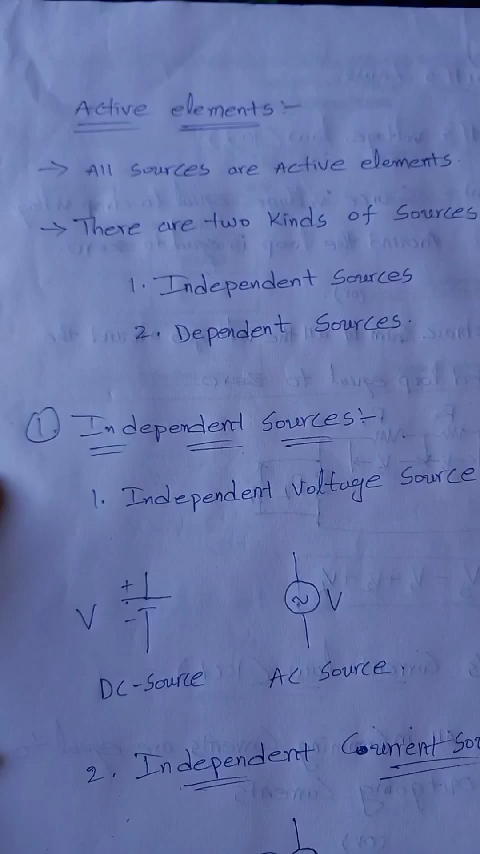 Active elements:-
→ All sources are Active elements.
→ There are two kinds of Sources
1. Independent Sources
2. Dependent Sources.
① Independent Sources:-
1. Independent Voltage Source
+
-
V
V
~
DC-Source
AC Source.
2. Independent Current Sou